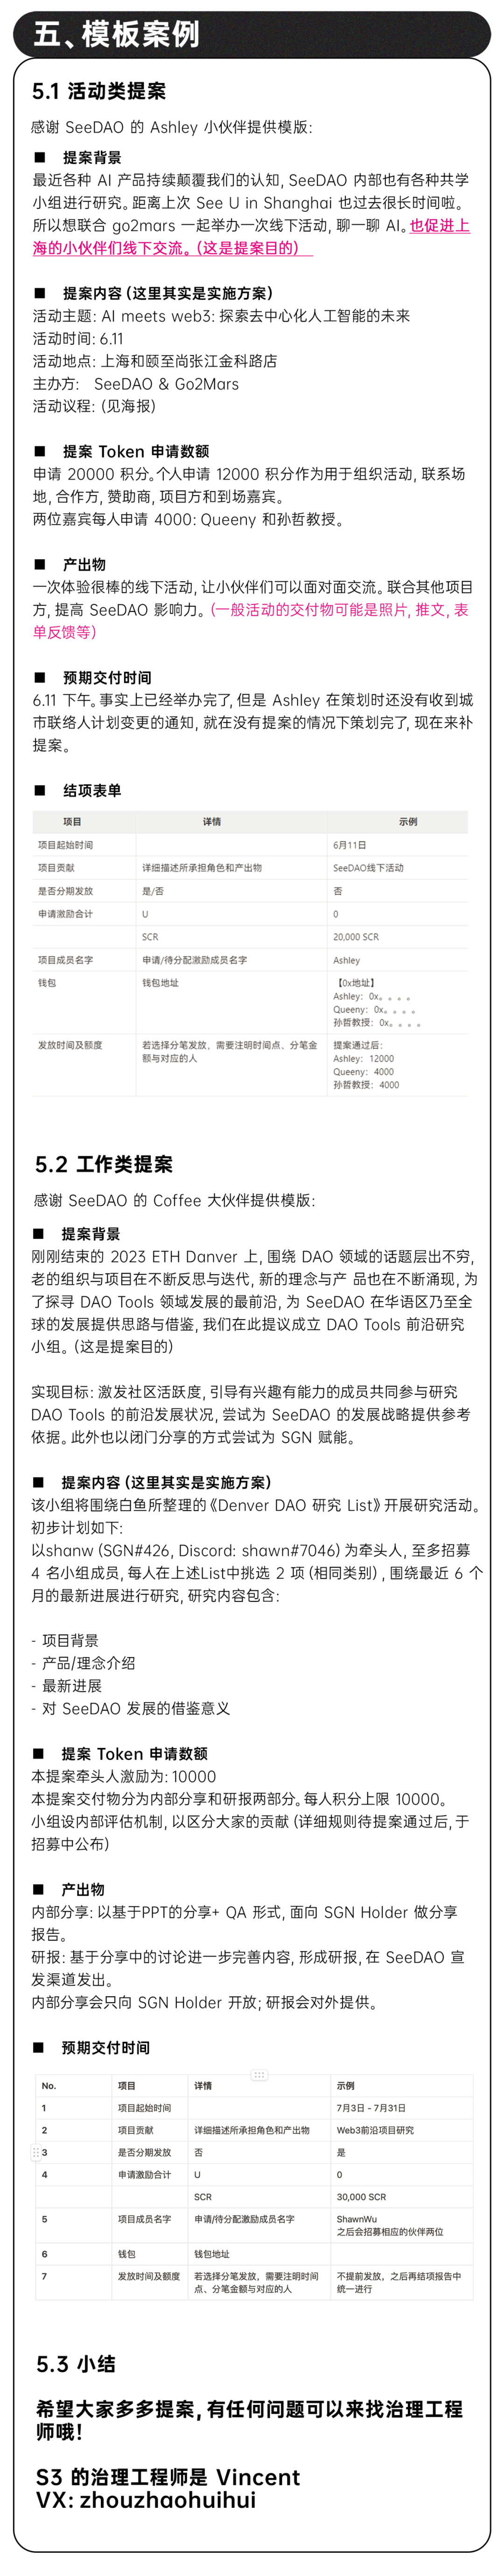 五、模板案例
5.1 活动类提案
感谢 SeeDAO 的 Ashley 小伙伴提供模版:
■ 提案背景
最近各种 AI 产品持续颠覆我们的认知, SeeDAO 内部也有各种共学
小组进行研究。距离上次 See U in Shanghai 也过去很长时间啦。
所以想联合 go2mars 一起举办一次线下活动, 聊一聊 AI。也促进上
海的小伙伴们线下交流。(这是提案目的)
■ 提案内容 (这里其实是实施方案)
活动主题: AI meets web3: 探索去中心化人工智能的未来
活动时间: 6.11
活动地点: 上海和颐至尚张江金科路店
主办方: SeeDAO & Go2Mars
活动议程: (见海报)
■ 提案 Token 申请数额
申请 20000 积分。个人申请 12000 积分作为用于组织活动, 联系场
地, 合作方, 赞助商, 项目方和到场嘉宾。
两位嘉宾每人申请 4000: Queeny 和孙哲教授。
■ 产出物
一次体验很棒的线下活动, 让小伙伴们可以面对面交流。联合其他项目
方, 提高 SeeDAO 影响力。(一般活动的交付物可能是照片, 推文, 表
单反馈等)
■ 预期交付时间
6.11 下午。事实上已经举办完了, 但是 Ashley 在策划时还没有收到城
市联络人计划变更的通知, 就在没有提案的情况下策划完了, 现在来补
提案。
■ 结项表单
项目 详情 示例
项目起始时间 6月11日
项目贡献 详细描述所承担角色和产出物 SeeDAO线下活动
是否分期发放 是/否 否
申请激励合计 U 0
SCR 20,000 SCR
项目成员名字 申请/待分配激励成员名字 Ashley
钱包 钱包地址 【0x地址】
Ashley: 0x。。。。
Queeny: 0x。。。。
孙哲教授: 0x。。。。
发放时间及额度 若选择分笔发放，需要注明时间点、分笔金 提案通过后:
额与对应的人 Ashley: 12000
Queeny: 4000
孙哲教授: 4000
5.2 工作类提案
感谢 SeeDAO 的 Coffee 大伙伴提供模版:
■ 提案背景
刚刚结束的 2023 ETH Danver 上, 围绕 DAO 领域的话题层出不穷,
老的组织与项目在不断反思与迭代, 新的理念与产 品也在不断涌现, 为
了探寻 DAO Tools 领域发展的最前沿, 为 SeeDAO 在华语区乃至全
球的发展提供思路与借鉴, 我们在此提议成立 DAO Tools 前沿研究
小组。(这是提案目的)
实现目标: 激发社区活跃度, 引导有兴趣有能力的成员共同参与研究
DAO Tools 的前沿发展状况, 尝试为 SeeDAO 的发展战略提供参考
依据。此外也以闭门分享的方式尝试为 SGN 赋能。
■ 提案内容 (这里其实是实施方案)
该小组将围绕白鱼所整理的《Denver DAO 研究 List》开展研究活动。
初步计划如下:
以shanw (SGN#426, Discord: shawn#7046) 为牵头人, 至多招募
4 名小组成员, 每人在上述List中挑选 2 项 (相同类别) , 围绕最近 6 个
月的最新进展进行研究, 研究内容包含:
- 项目背景
- 产品/理念介绍
- 最新进展
- 对 SeeDAO 发展的借鉴意义
■ 提案 Token 申请数额
本提案牵头人激励为: 10000
本提案交付物分为内部分享和研报两部分。每人积分上限 10000。
小组设内部评估机制, 以区分大家的贡献 (详细规则待提案通过后, 于
招募中公布)
■ 产出物
内部分享: 以基于PPT的分享+ QA 形式, 面向 SGN Holder 做分享
报告。
研报: 基于分享中的讨论进一步完善内容, 形成研报, 在 SeeDAO 宣
发渠道发出。
内部分享会只向 SGN Holder 开放; 研报会对外提供。
■ 预期交付时间
No. 项目 详情 示例
1 项目起始时间 7月3日 - 7月31日
2 项目贡献 详细描述所承担角色和产出物 Web3前沿项目研究
3 是否分期发放 否 是
4 申请激励合计 U 0
SCR 30,000 SCR
5 项目成员名字 申请/待分配激励成员名字 ShawnWu
之后会招募相应的伙伴两位
6 钱包 钱包地址
7 发放时间及额度 若选择分笔发放，需要注明时间 不提前发放，之后再结项报告中
点、分笔金额与对应的人 统一进行
5.3 小结
希望大家多多提案, 有任何问题可以来找治理工程
师哦!
S3 的治理工程师是 Vincent
VX: zhouzhaohuihui